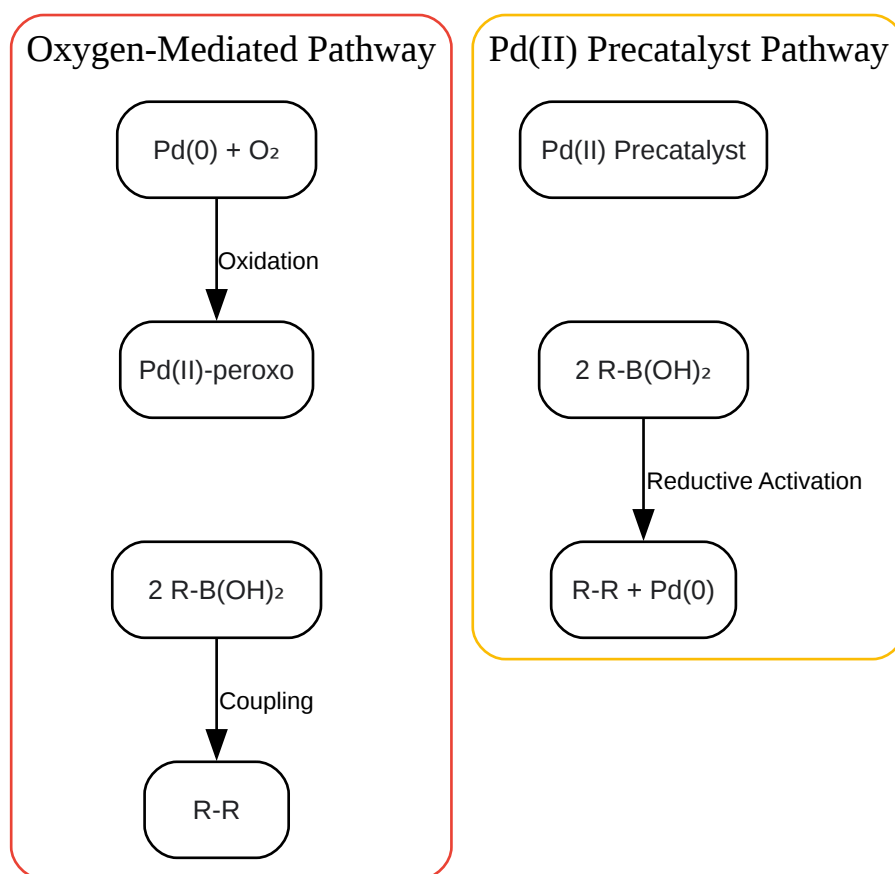 Oxygen-Mediated Pathway
Pd(0) + O₂
Oxidation
Pd(II)-peroxo
2 R-B(OH)₂
Coupling
R-R
Pd(II) Precatalyst Pathway
Pd(II) Precatalyst
2 R-B(OH)₂
Reductive Activation
R-R + Pd(0)